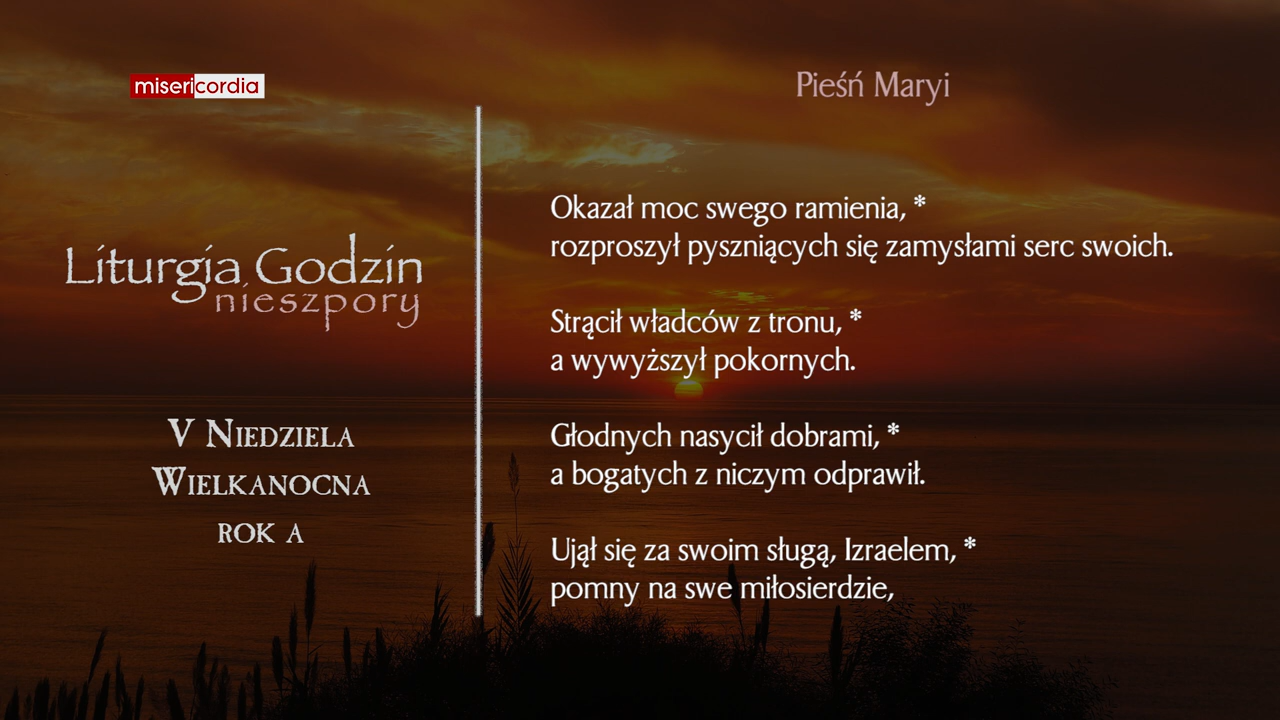 misericordia
Liturgia Godzin
nieszpory
V Niedziela
Wielkanocna
rok a
Pieśń Maryi
Okazał moc swego ramienia, *
rozproszył pyszniących się zamysłami serc swoich.
Strącił władców z tronu, *
a wywyższył pokornych.
Głodnych nasycił dobrami, *
a bogatych z niczym odprawił.
Ujął się za swoim sługą, Izraelem, *
pomny na swe miłosierdzie,